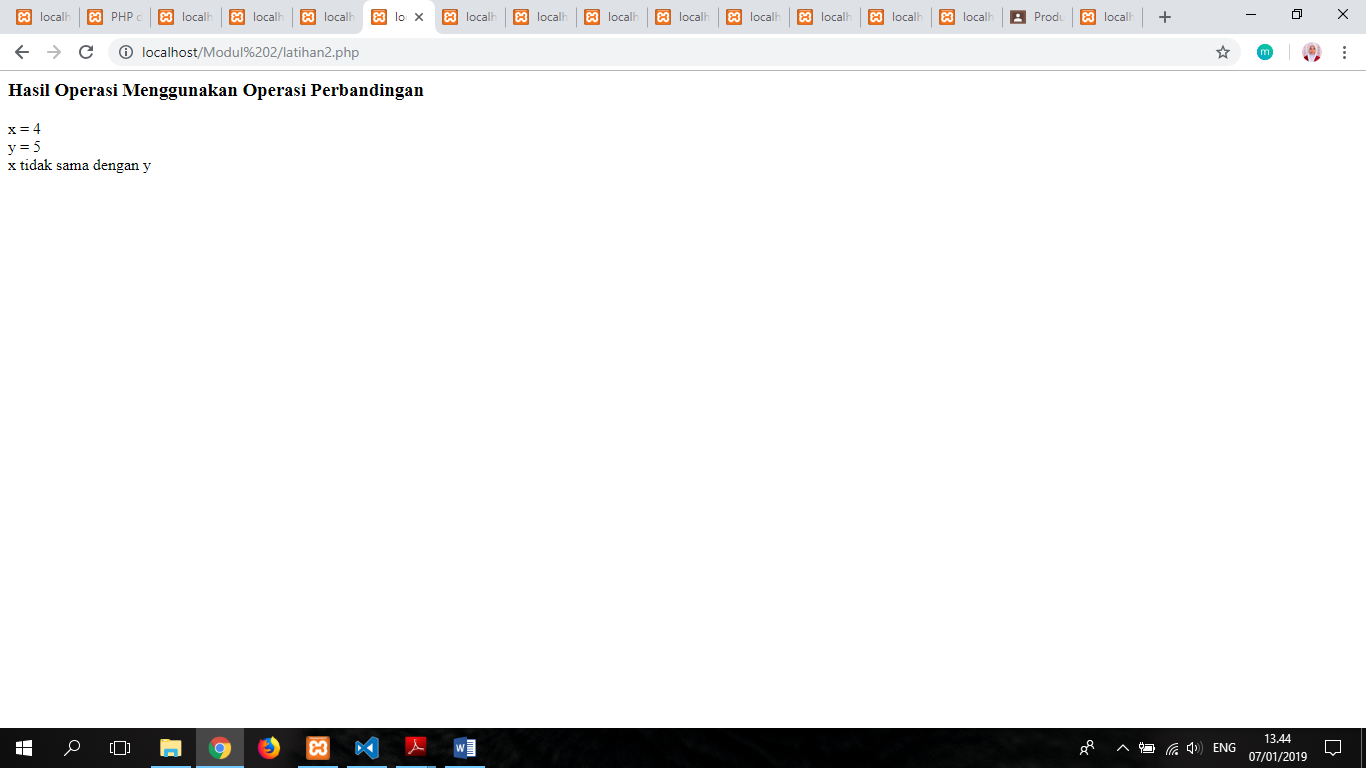 localh PHP c localh localh localh lo localh localh localh localh localh localh localh localh Produ localh
localhost/Modul%202/latihan2.php
m
Hasil Operasi Menggunakan Operasi Perbandingan
x = 4
y = 5
x tidak sama dengan y
ENG
13.44
07/01/2019